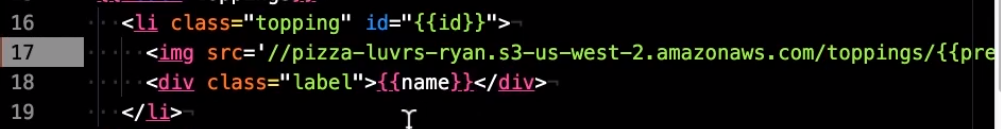 16 <li class="topping" id="{{id}}">¬
17 <img src='//pizza-luvrs-ryan.s3-us-west-2.amazonaws.com/toppings/{{pre
18 <div class="label">{{name}}</div>¬
19 </li>¬